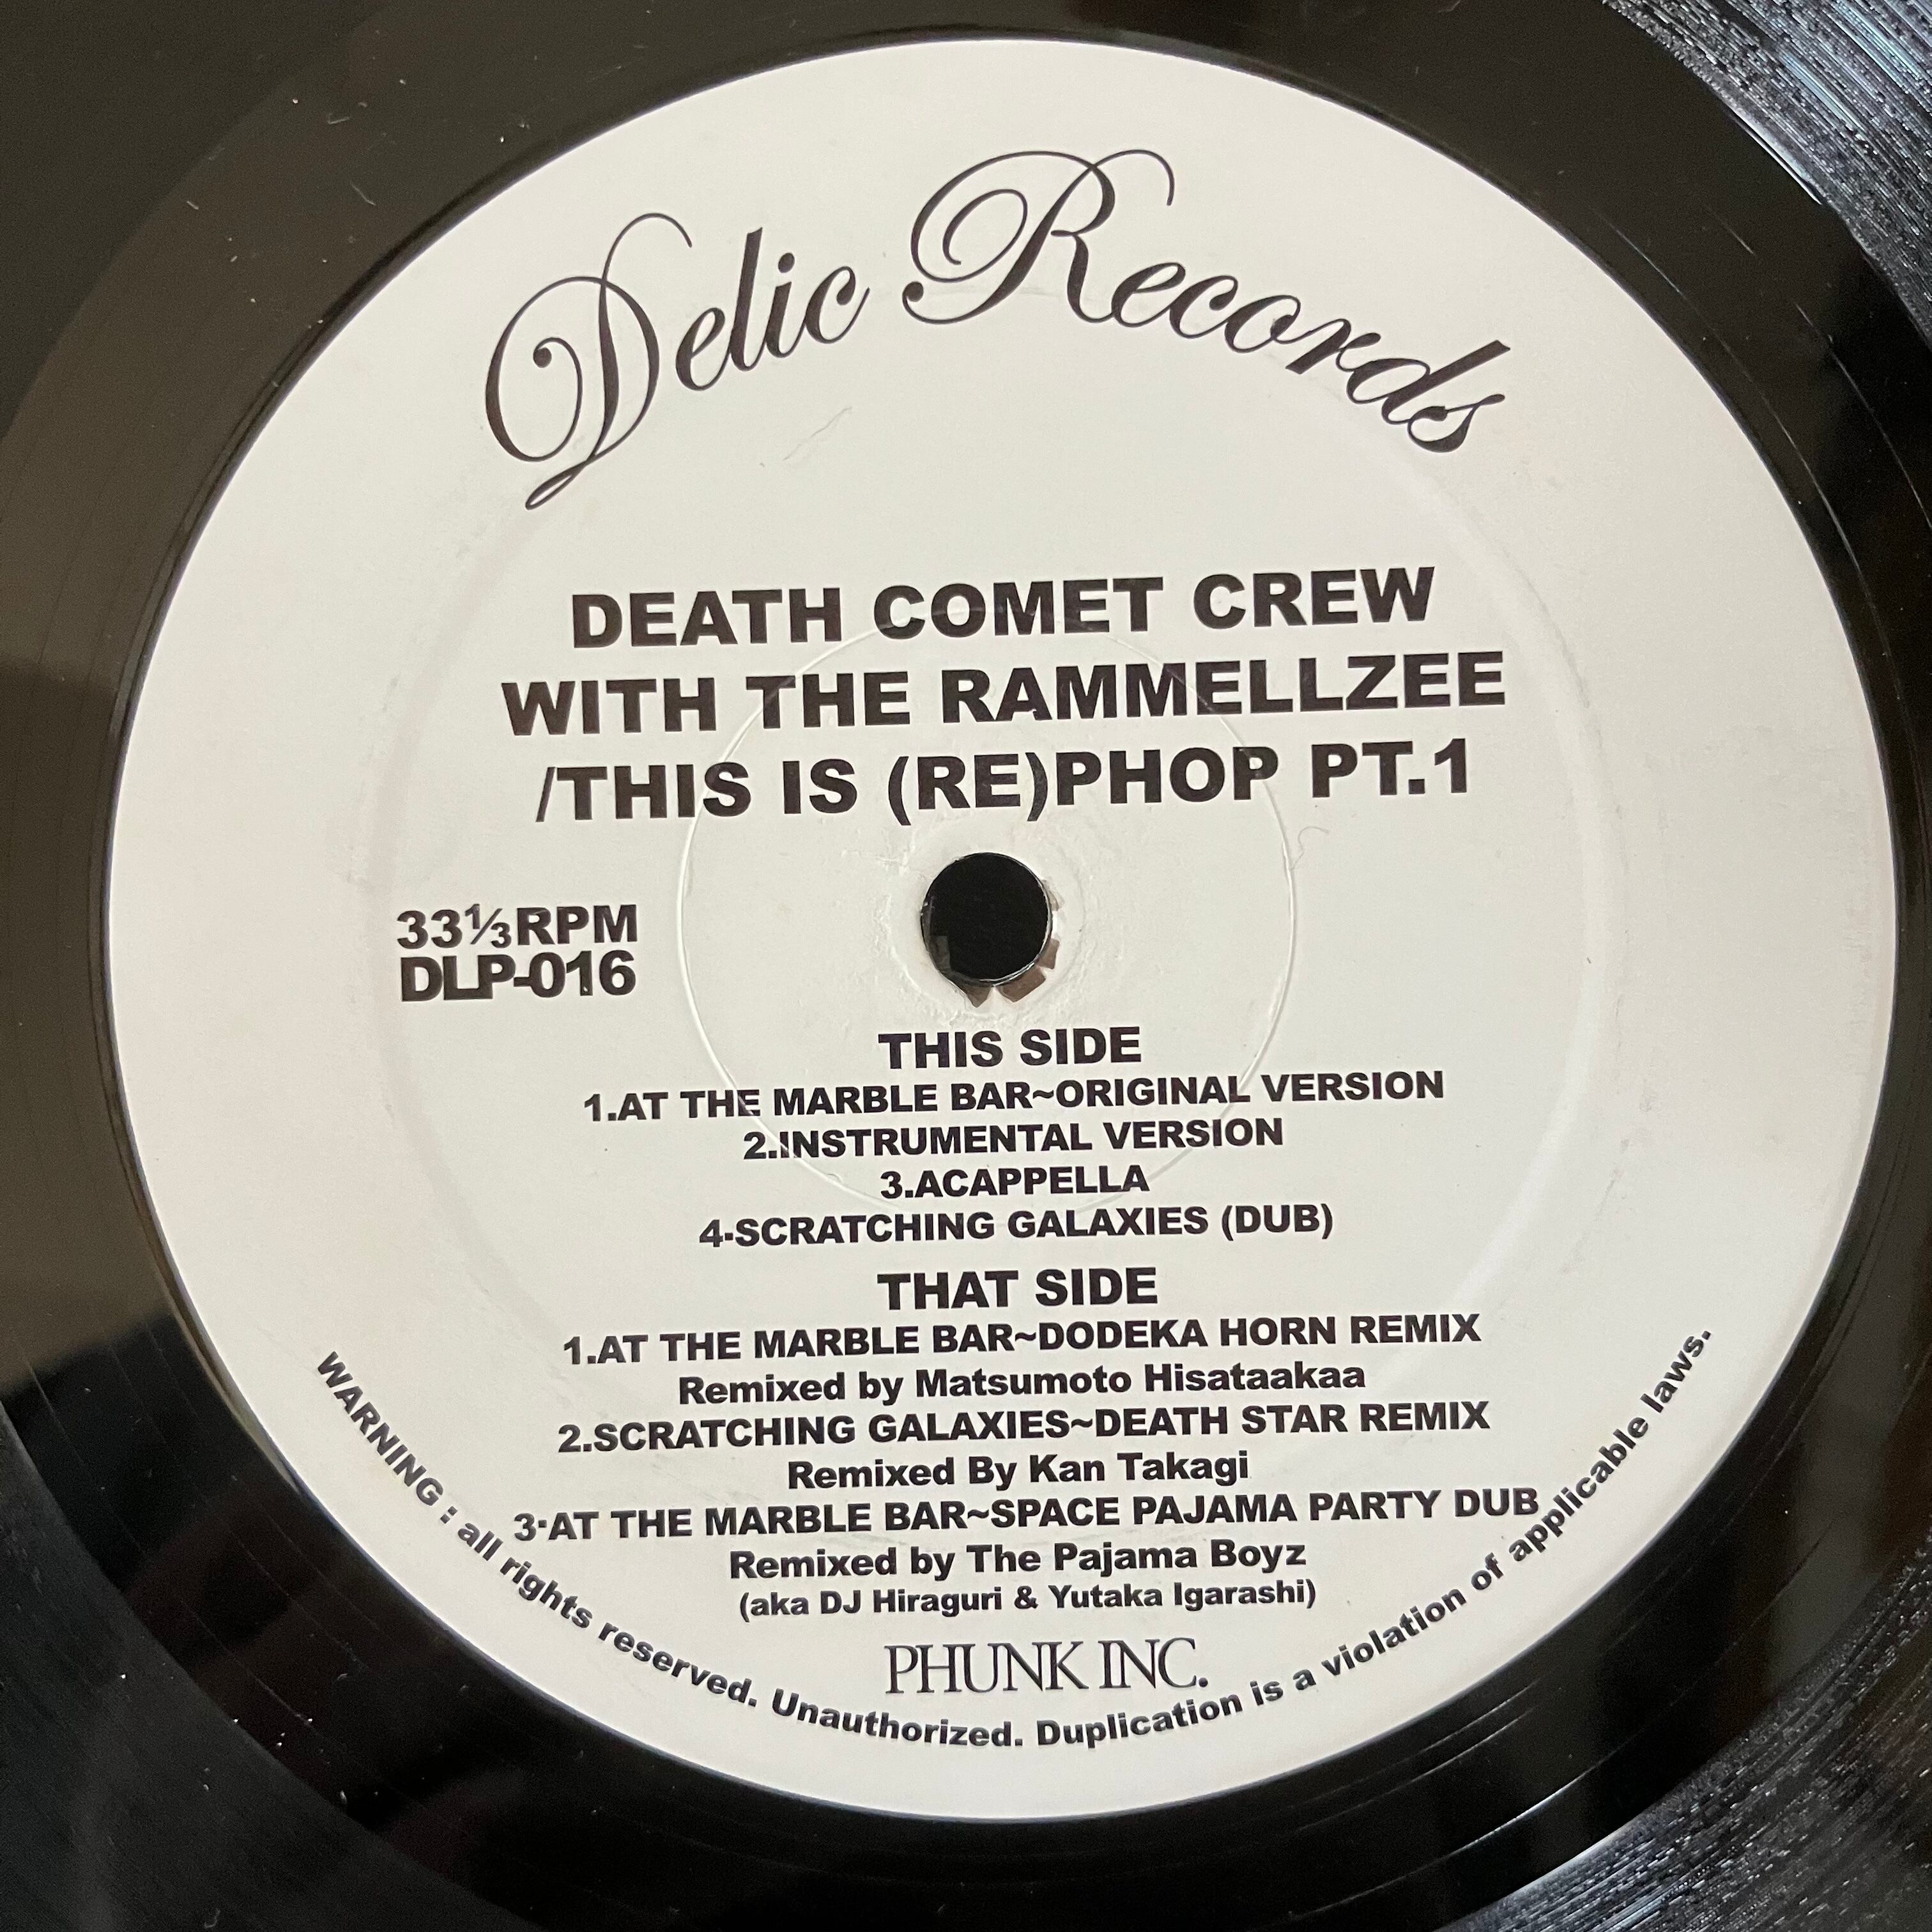 Delic Records
DEATH COMET CREW
WITH THE RAMMELLZEE
/THIS IS (RE)PHOP PT.1
33⅓RPM
DLP-016
THIS SIDE
1.AT THE MARBLE BAR~ORIGINAL VERSION
2.INSTRUMENTAL VERSION
3.ACAPPELLA
4·SCRATCHING GALAXIES (DUB)
THAT SIDE
1.AT THE MARBLE BAR~DODEKA HORN REMIX
Remixed by Matsumoto Hisataakaa
2.SCRATCHING GALAXIES~DEATH STAR REMIX
Remixed By Kan Takagi
3·AT THE MARBLE BAR~SPACE PAJAMA PARTY DUB
Remixed by The Pajama Boyz
(aka DJ Hiraguri & Yutaka Igarashi)
PHUNK INC.
WARNING : all rights reserved. Unauthorized. Duplication is a violation of applicable laws.